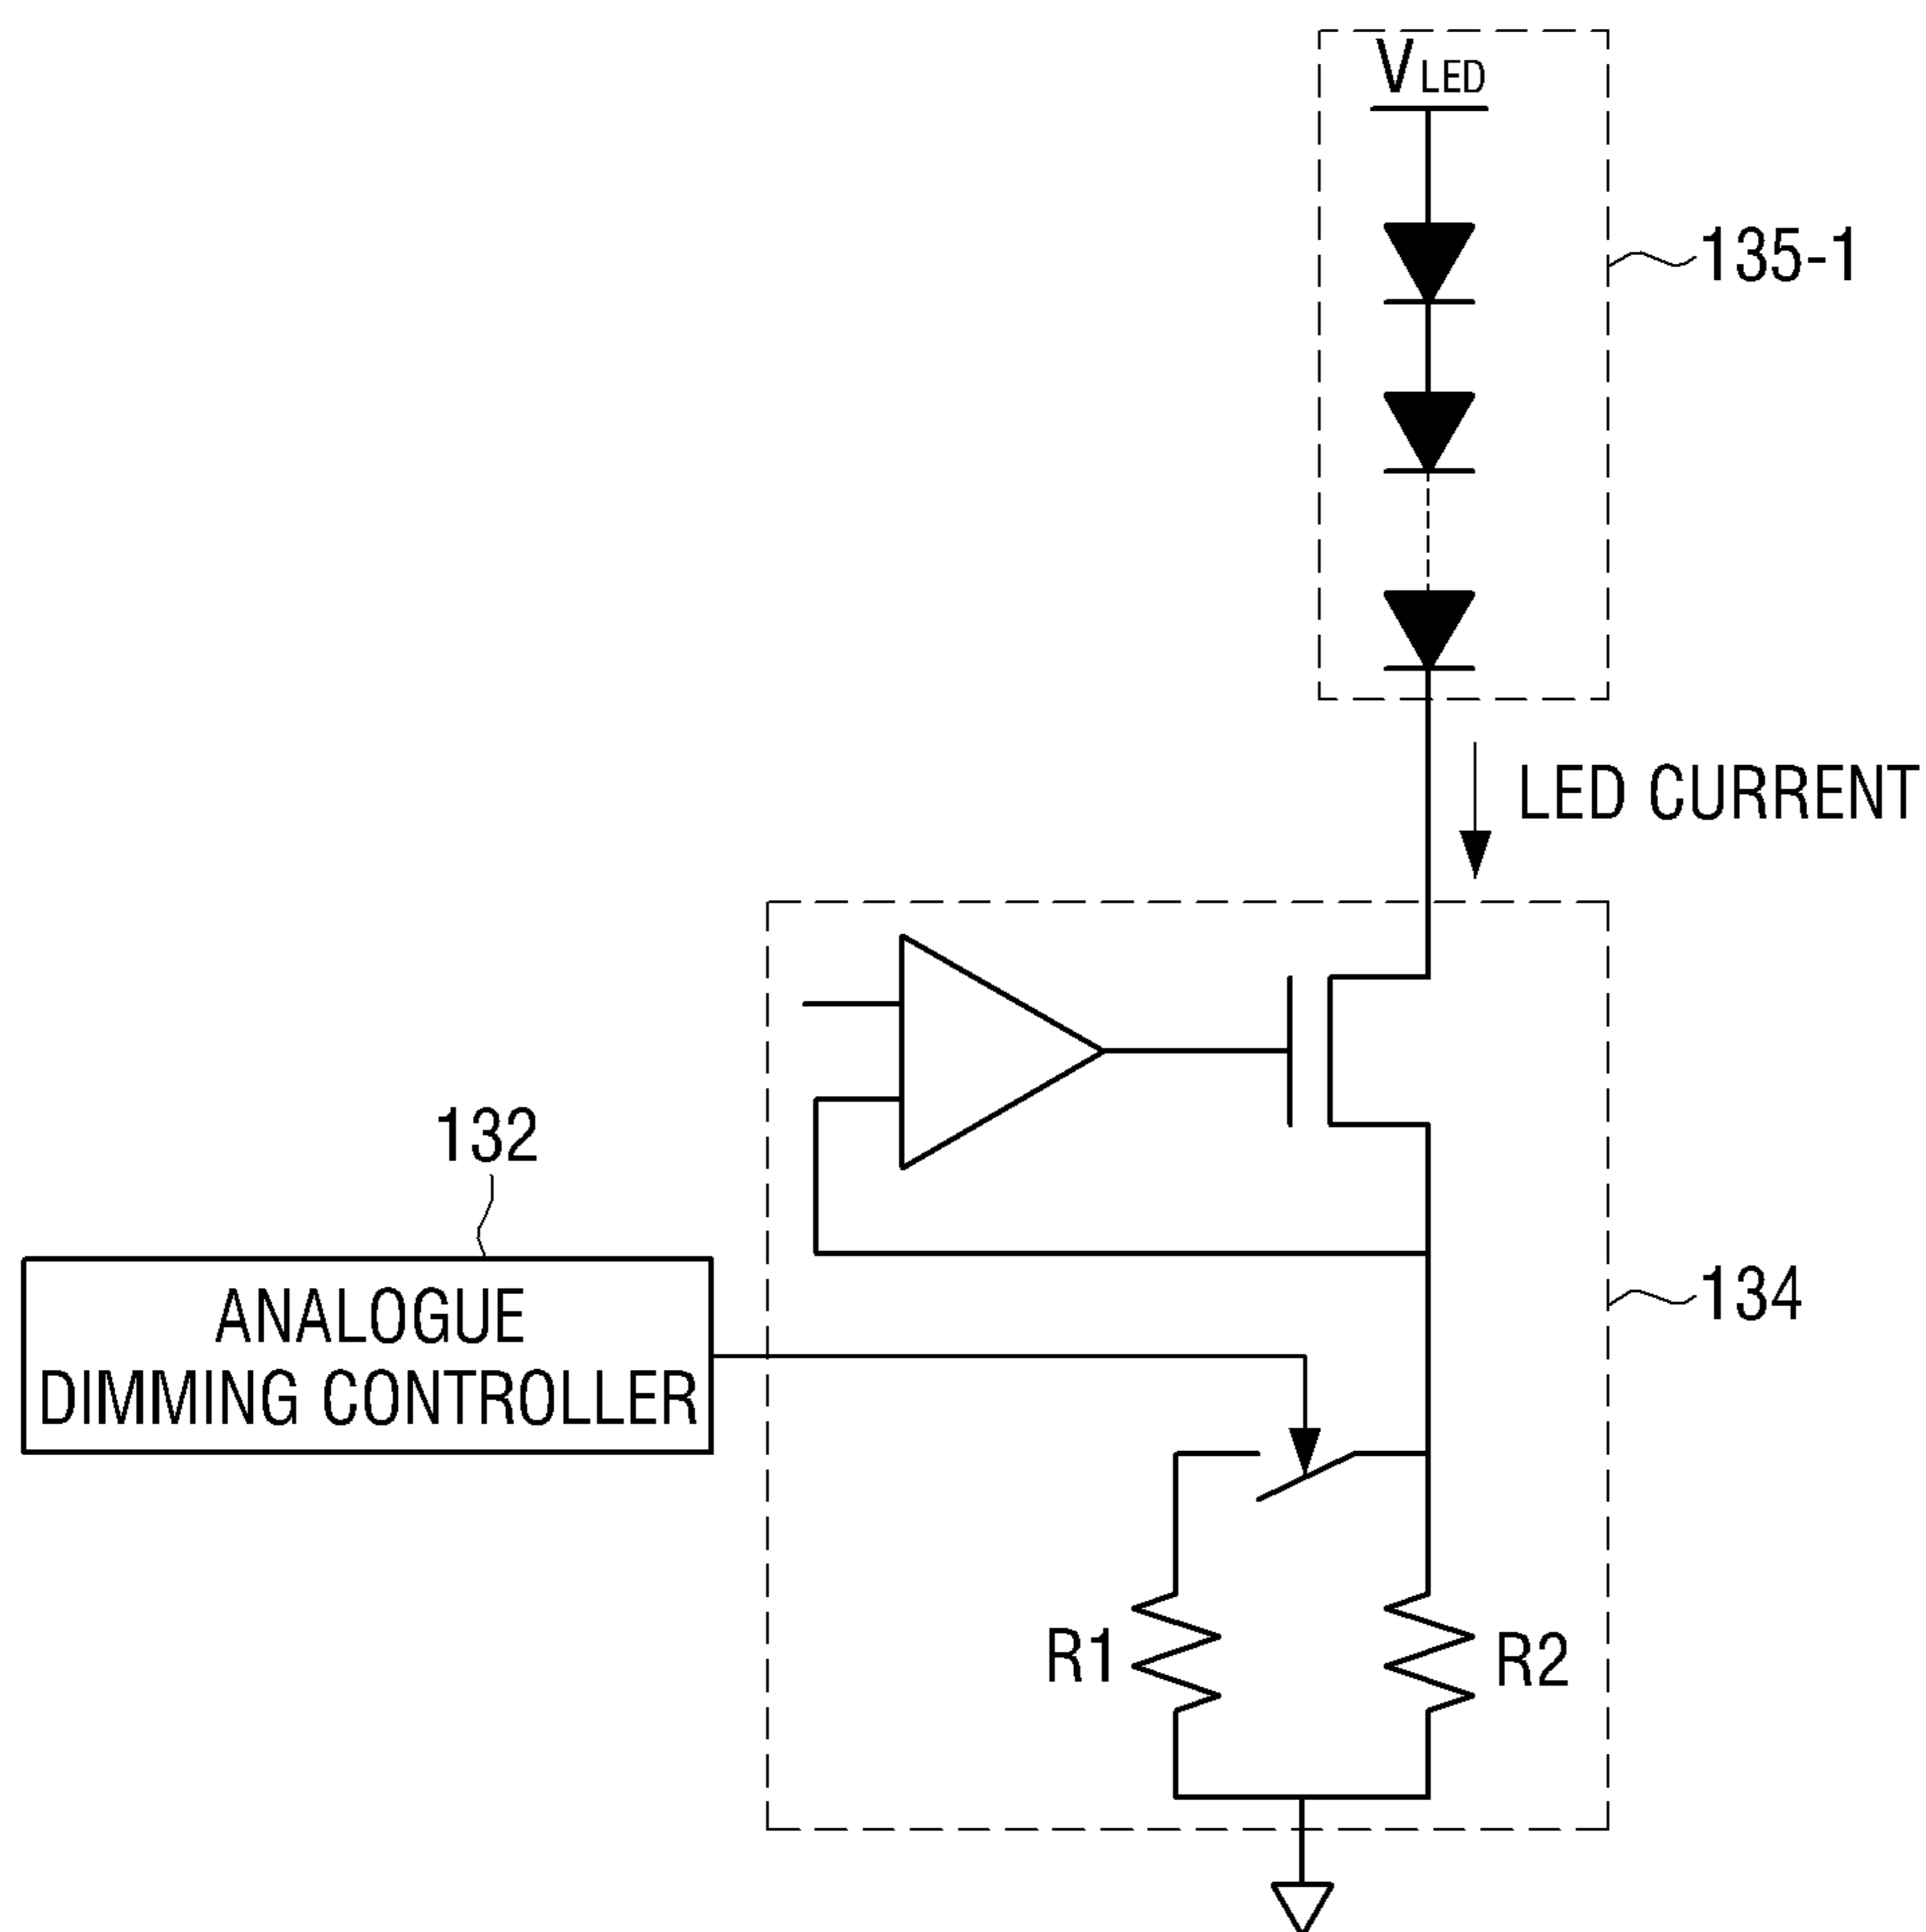 VLED
135-1
LED CURRENT
132
ANALOGUE
DIMMING CONTROLLER
134
R1
R2